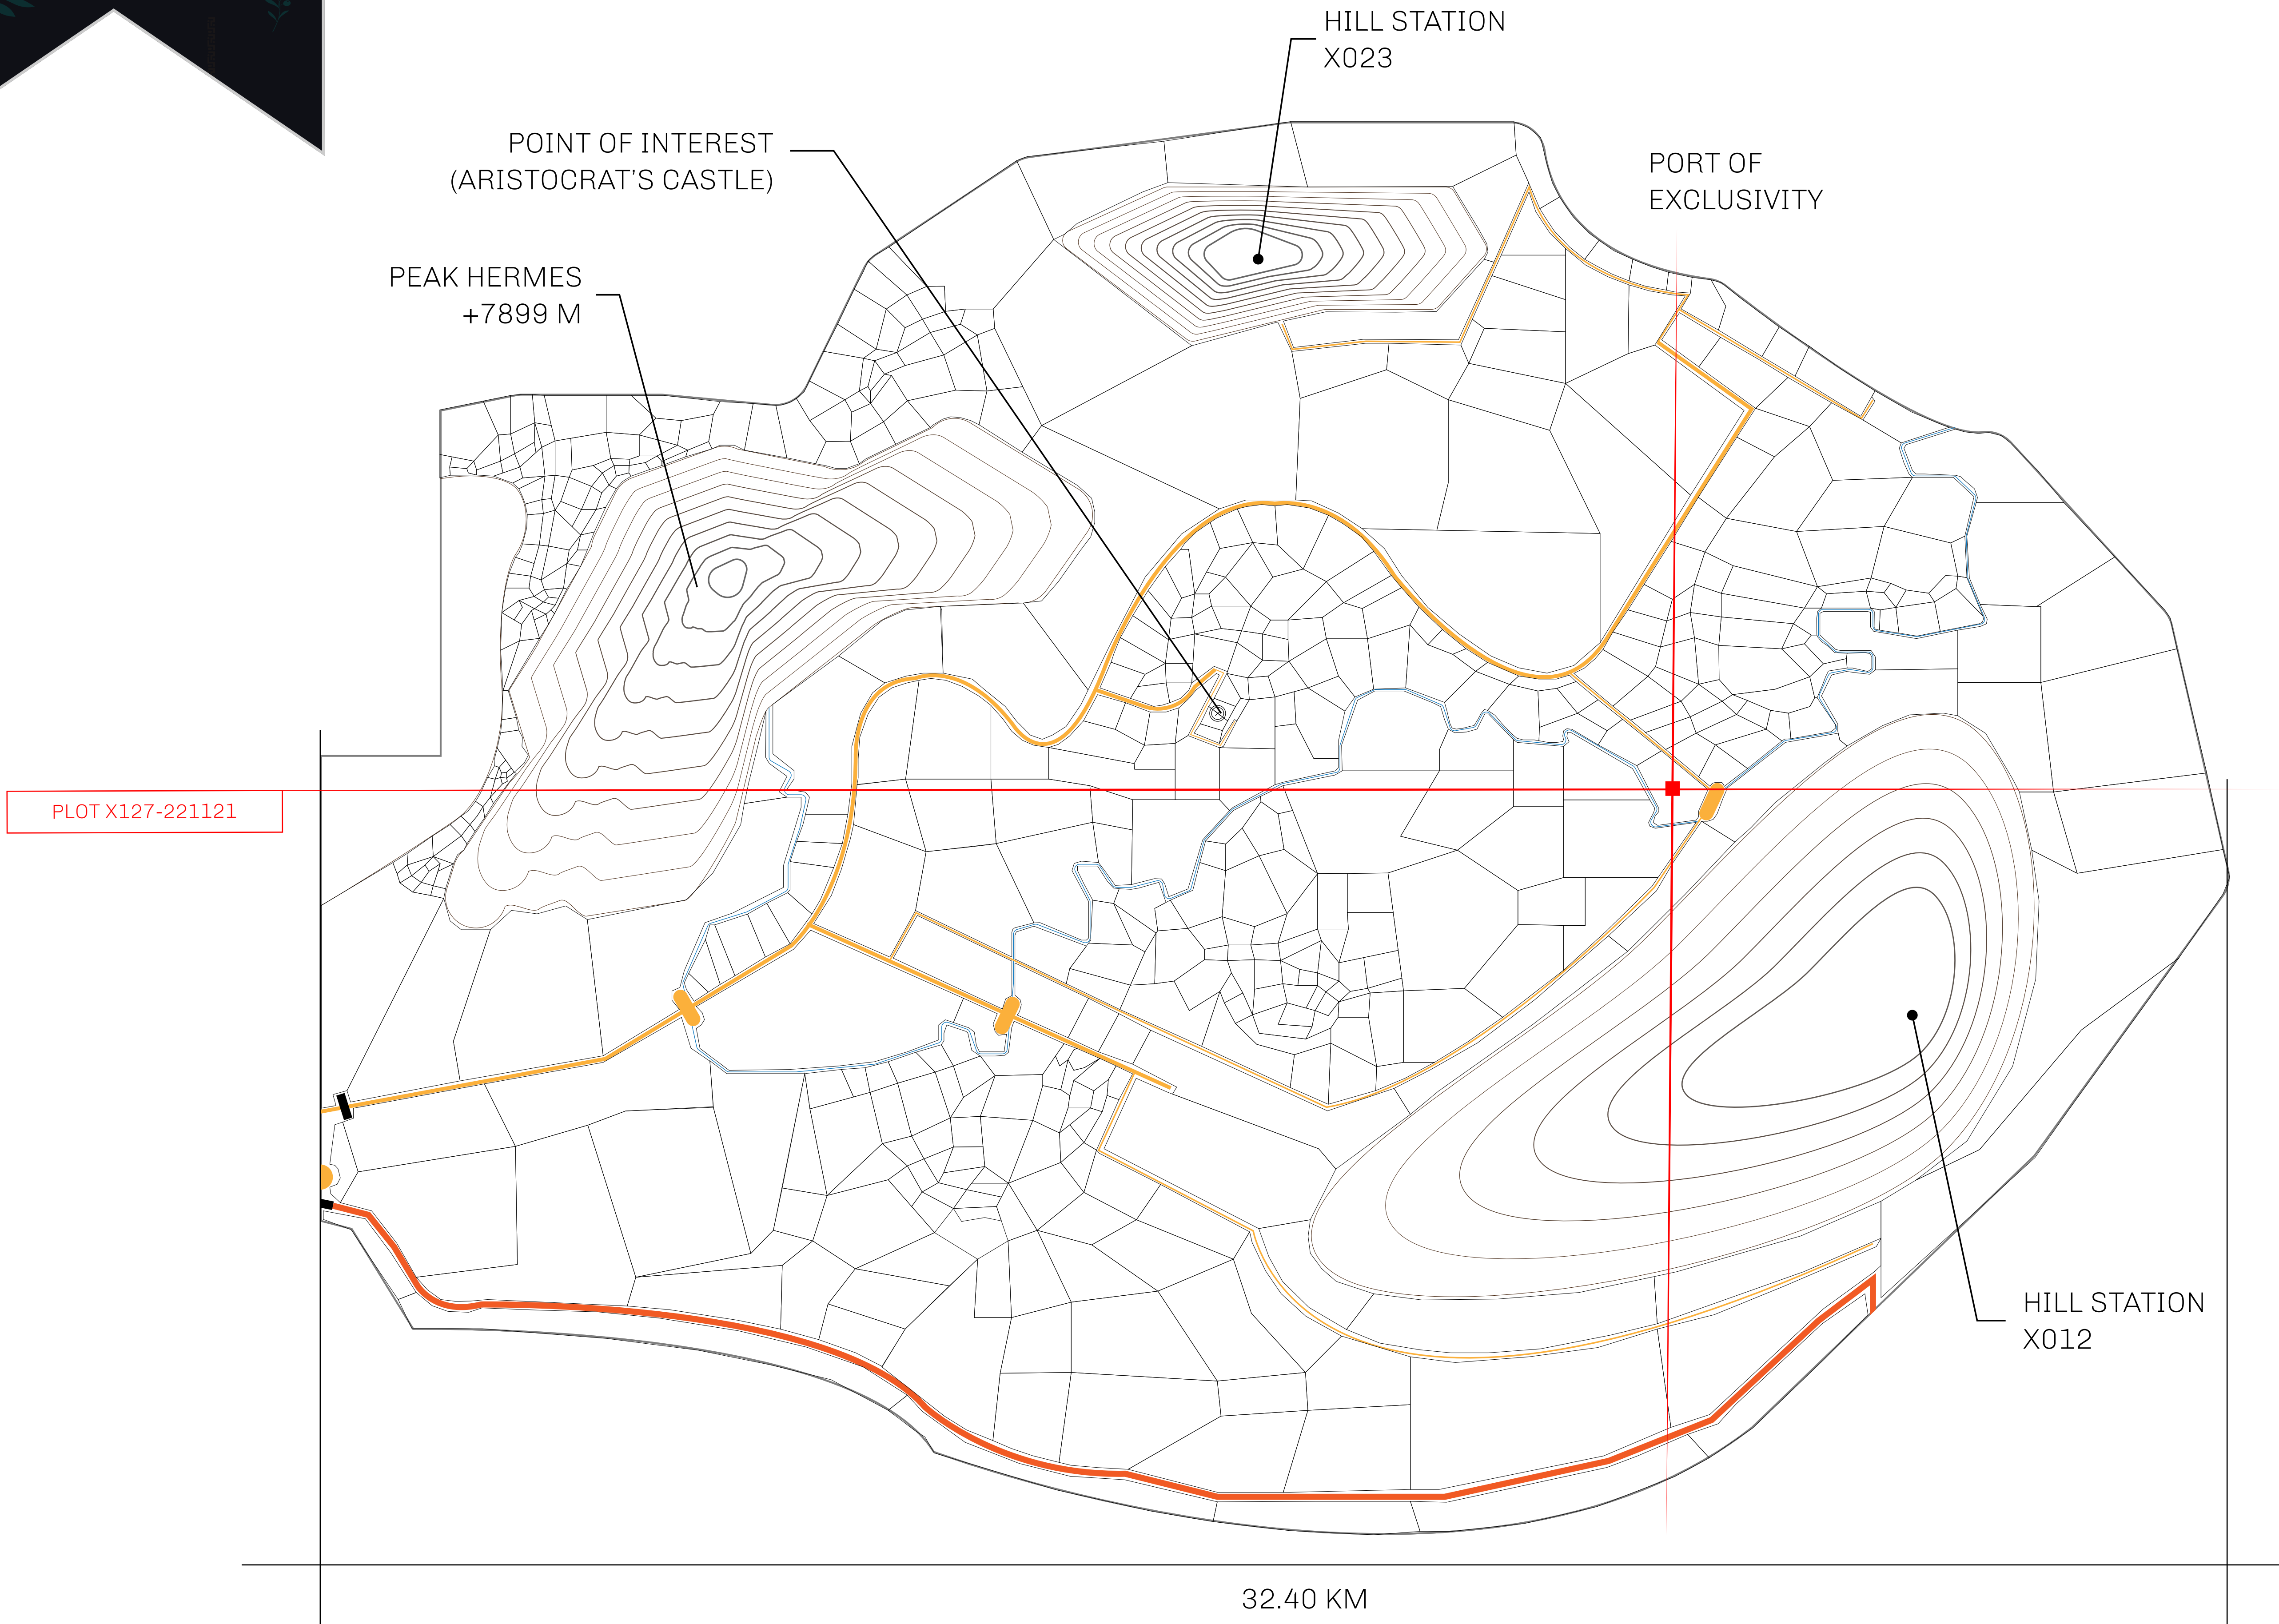 HILL STATION
X023
POINT OF INTEREST
(ARISTOCRAT'S CASTLE)
PORT OF
EXCLUSIVITY
PEAK HERMES
+7899 M
PLOT X127-221121
HILL STATION
X012
32.40 KM